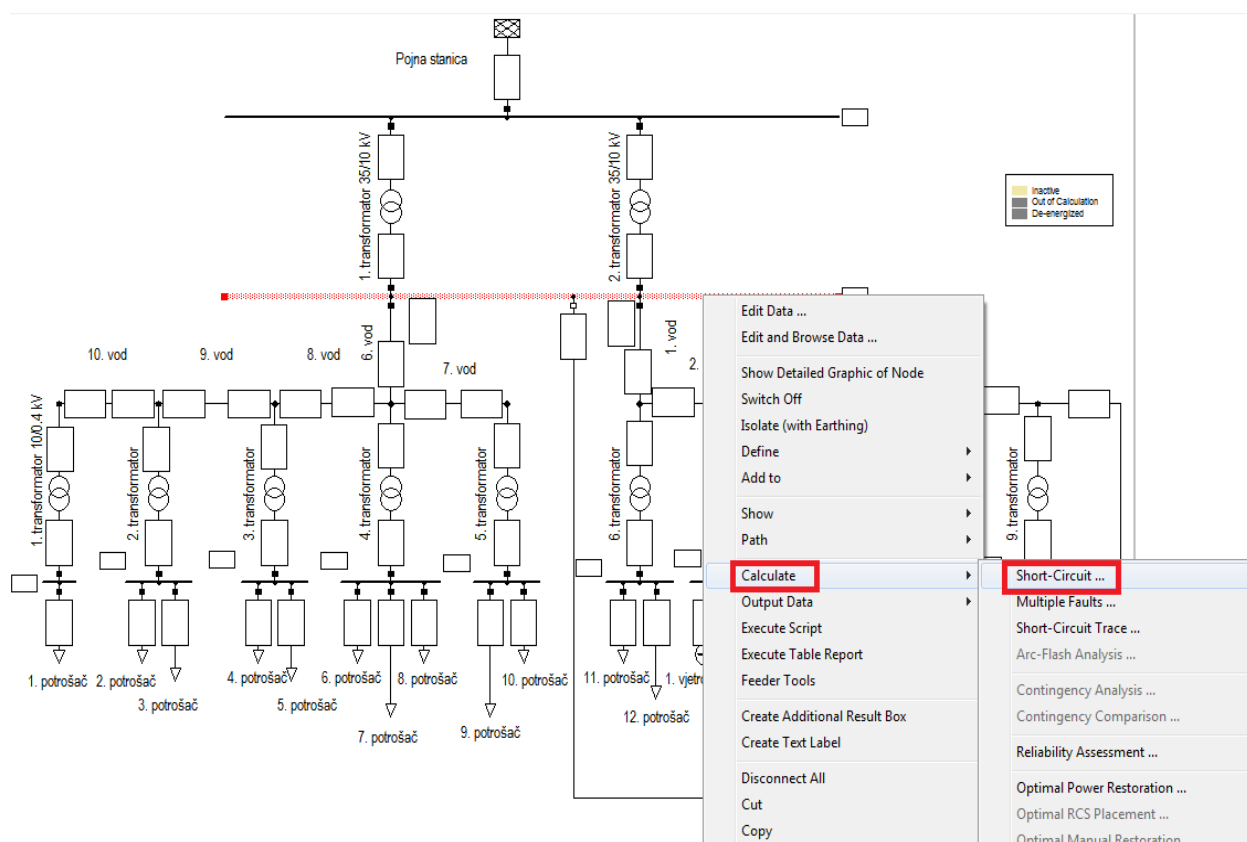 Pojna stanica
1. transformator 35/10 kV
2. transformator 35/10 kV
Inactive
Out of Calculation
De-energized
10. vod
9. vod
8. vod
6. vod
7. vod
1. vod
2.
1. transformator 10/0.4 kV
2. transformator
3. transformator
4. transformator
5. transformator
6. transformator
9. transformator
1. potrošač
2. potrošač
3. potrošač
4. potrošač
5. potrošač
6. potrošač
7. potrošač
8. potrošač
9. potrošač
10. potrošač
11. potrošač
12. potrošač
Edit Data ...
Edit and Browse Data ...
Show Detailed Graphic of Node
Switch Off
Isolate (with Earthing)
Define
Add to
Show
Path
Calculate
Output Data
Execute Script
Execute Table Report
Feeder Tools
Create Additional Result Box
Create Text Label
Disconnect All
Cut
Copy
Short-Circuit ...
Multiple Faults ...
Short-Circuit Trace ...
Arc-Flash Analysis ...
Contingency Analysis ...
Contingency Comparison ...
Reliability Assessment ...
Optimal Power Restoration ...
Optimal RCS Placement ...
Optimal Manual Restoration